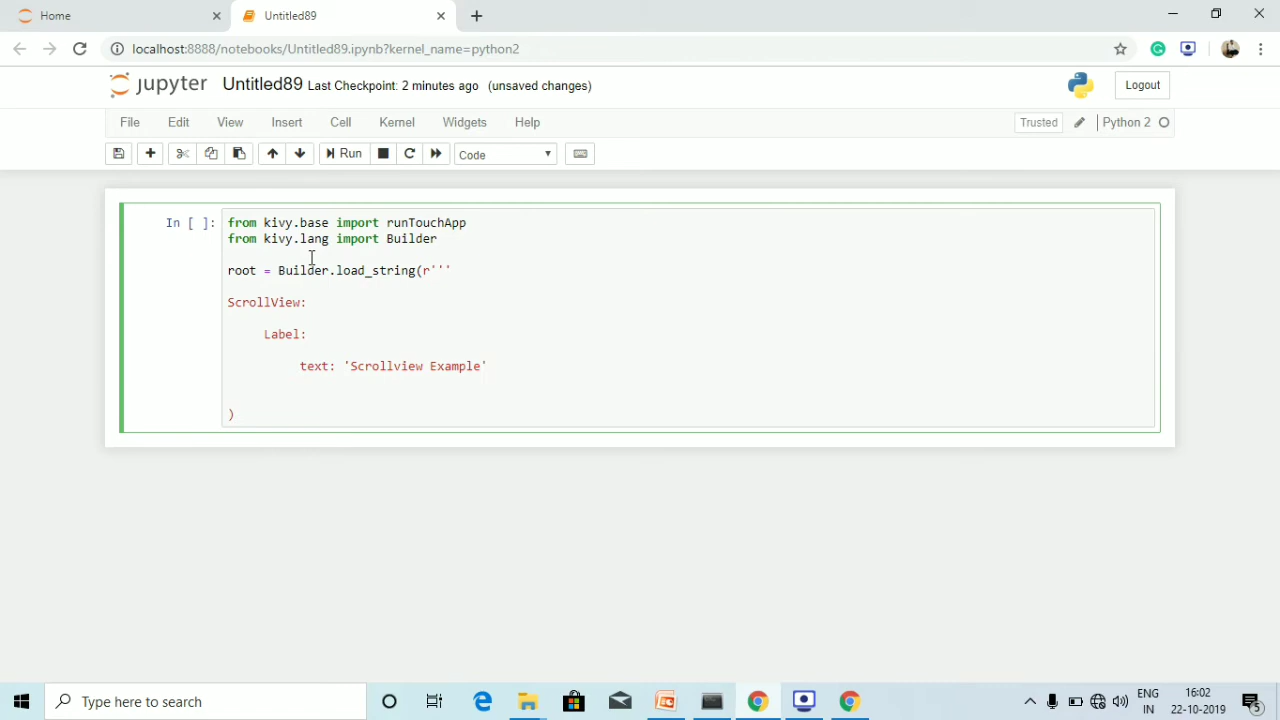 Home
Untitled89
localhost:8888/notebooks/Untitled89.ipynb?kernel_name=python2
jupyter Untitled89 Last Checkpoint: 2 minutes ago (unsaved changes)
Logout
File Edit View Insert Cell Kernel Widgets Help
Trusted
Python 2
Run
Code
In [ ]:
from kivy.base import runTouchApp
from kivy.lang import Builder
root = Builder.load_string(r'''
ScrollView:
Label:
text: 'Scrollview Example'
)
Type here to search
ENG
IN
16:02
22-10-2019
5